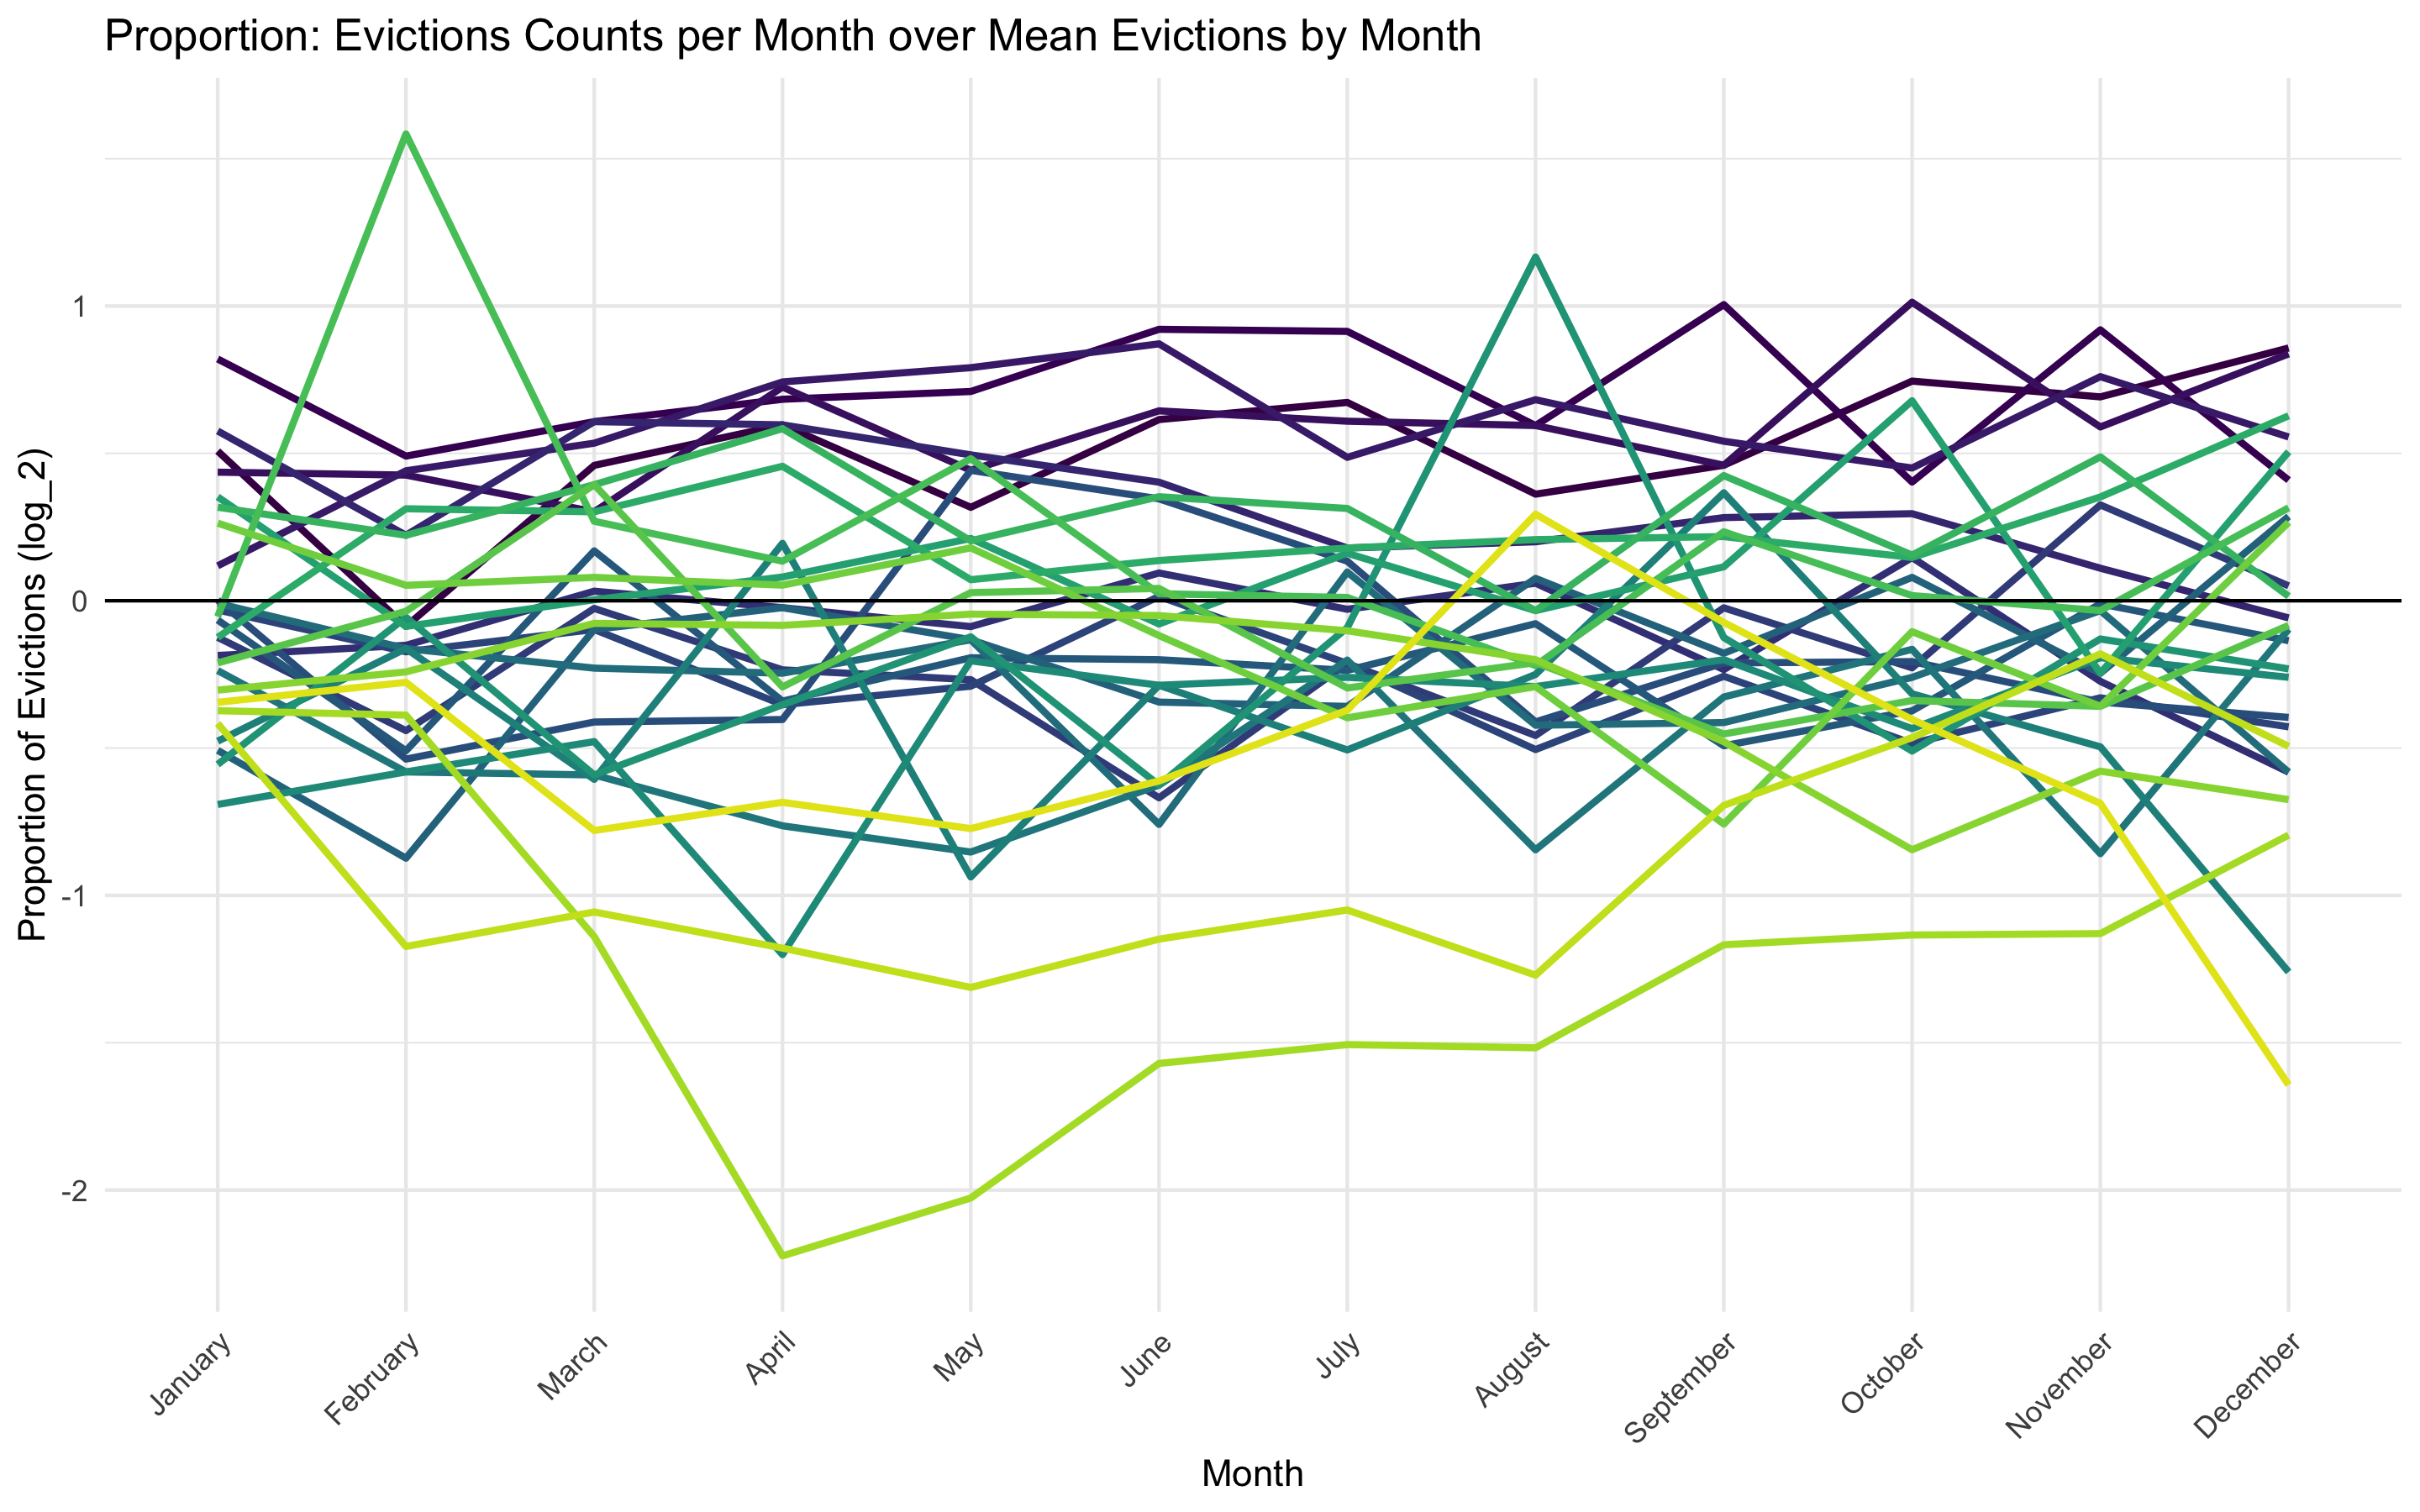 Proportion: Evictions Counts per Month over Mean Evictions by Month
Proportion of Evictions (log_2)
1
0
-1
-2
January
February
March
April
May
June
July
August
September
October
November
December
Month